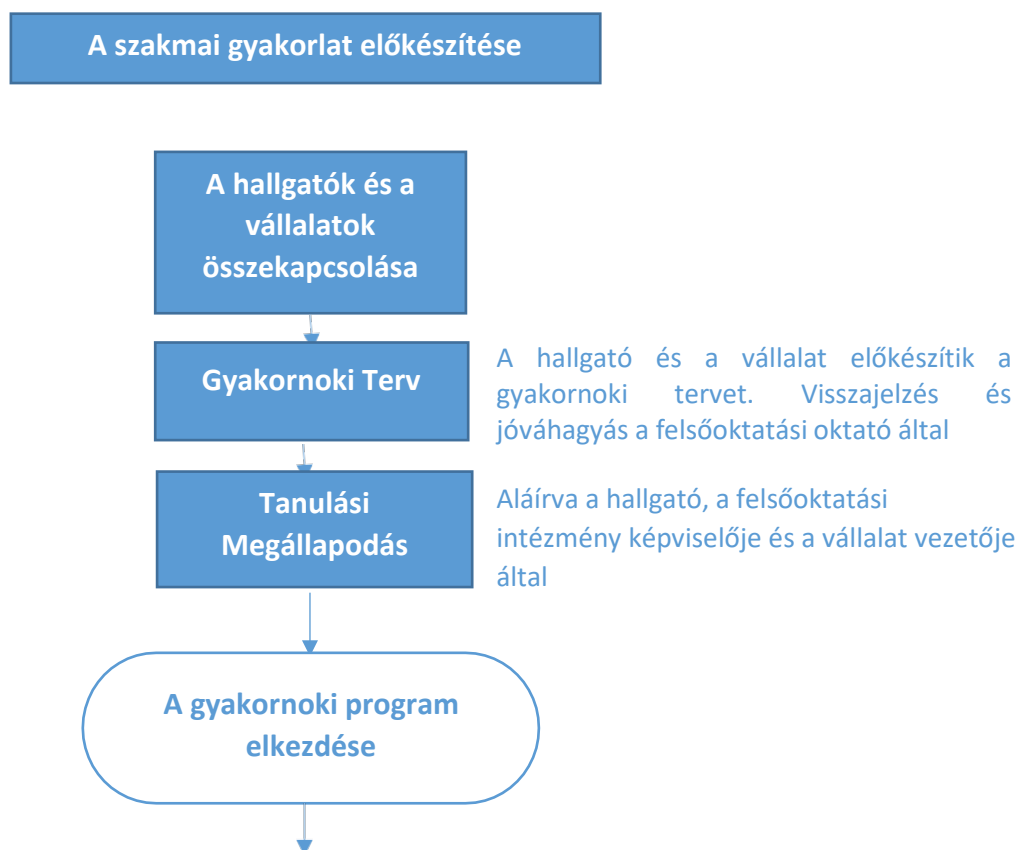 A szakmai gyakorlat előkészítése
A hallgatók és a
vállalatok
összekapcsolása
Gyakornoki Terv
A hallgató és a vállalat előkészítik a
gyakornoki tervet. Visszajelzés és
jóváhagyás a felsőoktatási oktató által
Tanulási
Megállapodás
Aláírva a hallgató, a felsőoktatási
intézmény képviselője és a vállalat vezetője
által
A gyakornoki program
elkezdése